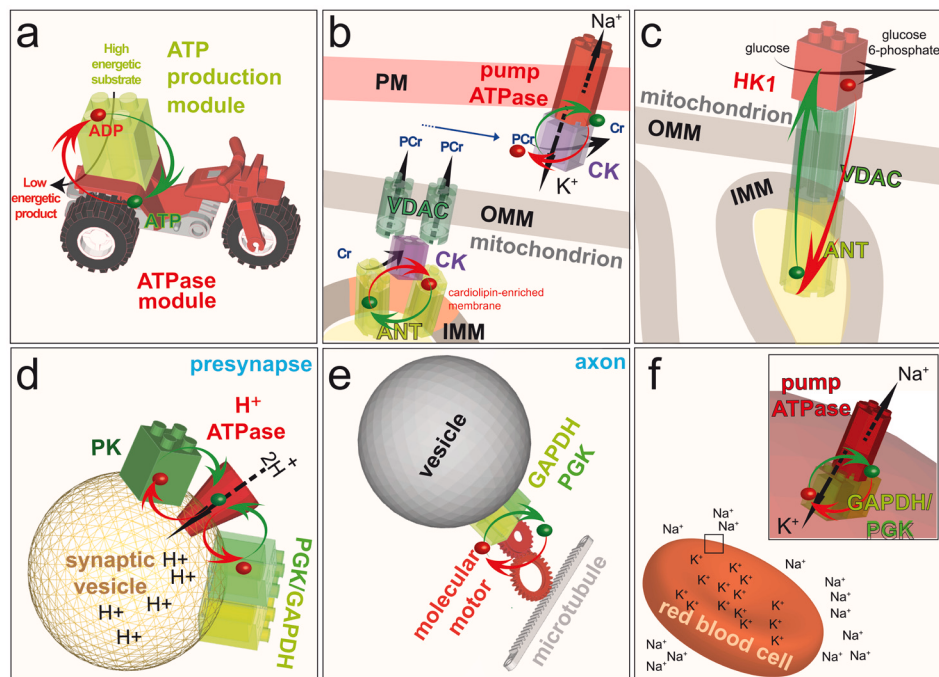 a
High
energetic
substrate
ATP
production
module
ADP
Low
energetic
product
ATP
ATPase
module
b
Na⁺
PM
pump
ATPase
PCr
PCr
PCr
Cr
K⁺
CK
VDAC
OMM
mitochondrion
Cr
CK
cardiolipin-enriched
membrane
ANT
IMM
c
glucose
glucose
6-phosphate
HK1
mitochondrion
OMM
VDAC
IMM
ANT
d
presynapse
H⁺
ATPase
PK
2H⁺
synaptic
vesicle
H+
H+
H+
H+
H+
PGK/GAPDH
e
axon
vesicle
GAPDH
PGK
molecular
motor
microtubule
f
pump
ATPase
Na⁺
K⁺
GAPDH/
PGK
Na⁺
Na⁺
Na⁺
K⁺
K⁺ K⁺
K⁺ K⁺
K⁺ K⁺ K⁺
K⁺ K⁺ K⁺
K⁺ K⁺
K⁺
red blood cell
Na⁺
Na⁺
Na⁺
Na⁺
Na⁺
Na⁺
Na⁺
Na⁺
Na⁺
Na⁺
Na⁺